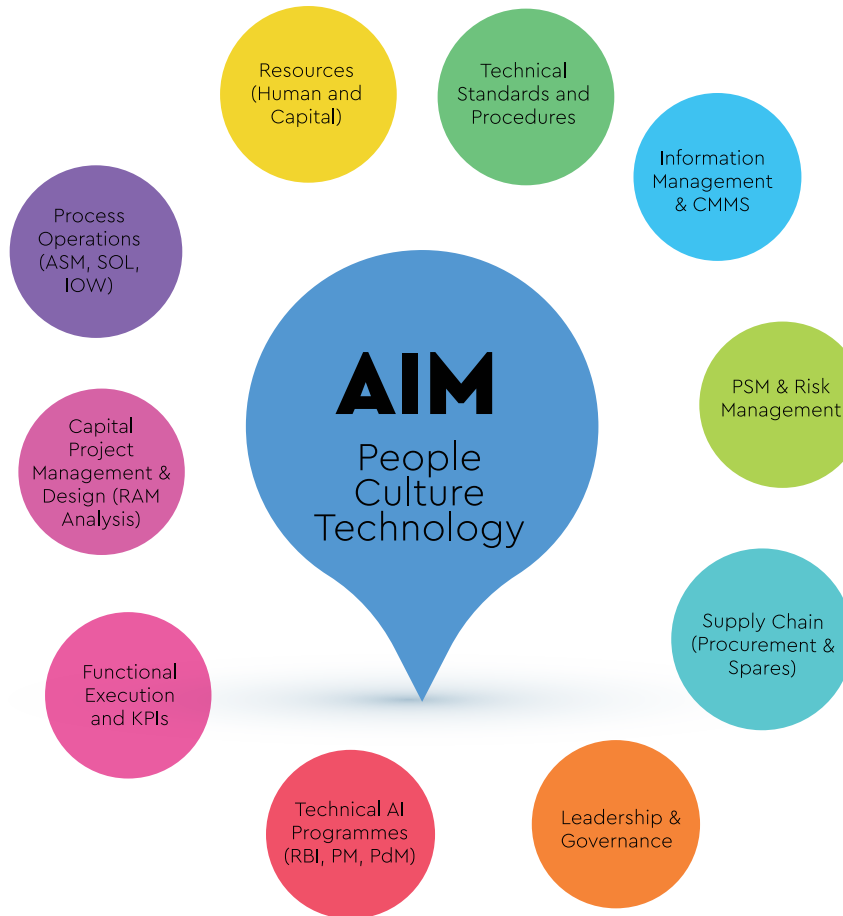 Resources
(Human and
Capital)
Technical
Standards and
Procedures
Information
Management
& CMMS
Process
Operations
(ASM, SOL,
IOW)
PSM & Risk
Management
AIM
People
Culture
Technology
Capital
Project
Management &
Design (RAM
Analysis)
Supply Chain
(Procurement &
Spares)
Functional
Execution
and KPIs
Technical AI
Programmes
(RBI, PM, PdM)
Leadership &
Governance